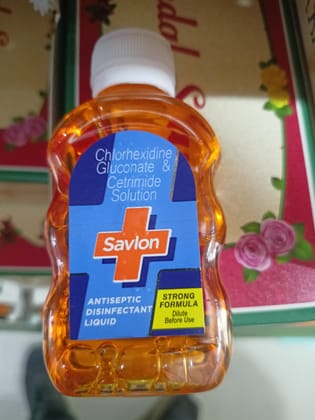 Chlorhexidine
Gluconate &
Cetrimide
Solution
Savlon
ANTISEPTIC
DISINFECTANT
LIQUID
STRONG
FORMULA
Dilute
Before Use